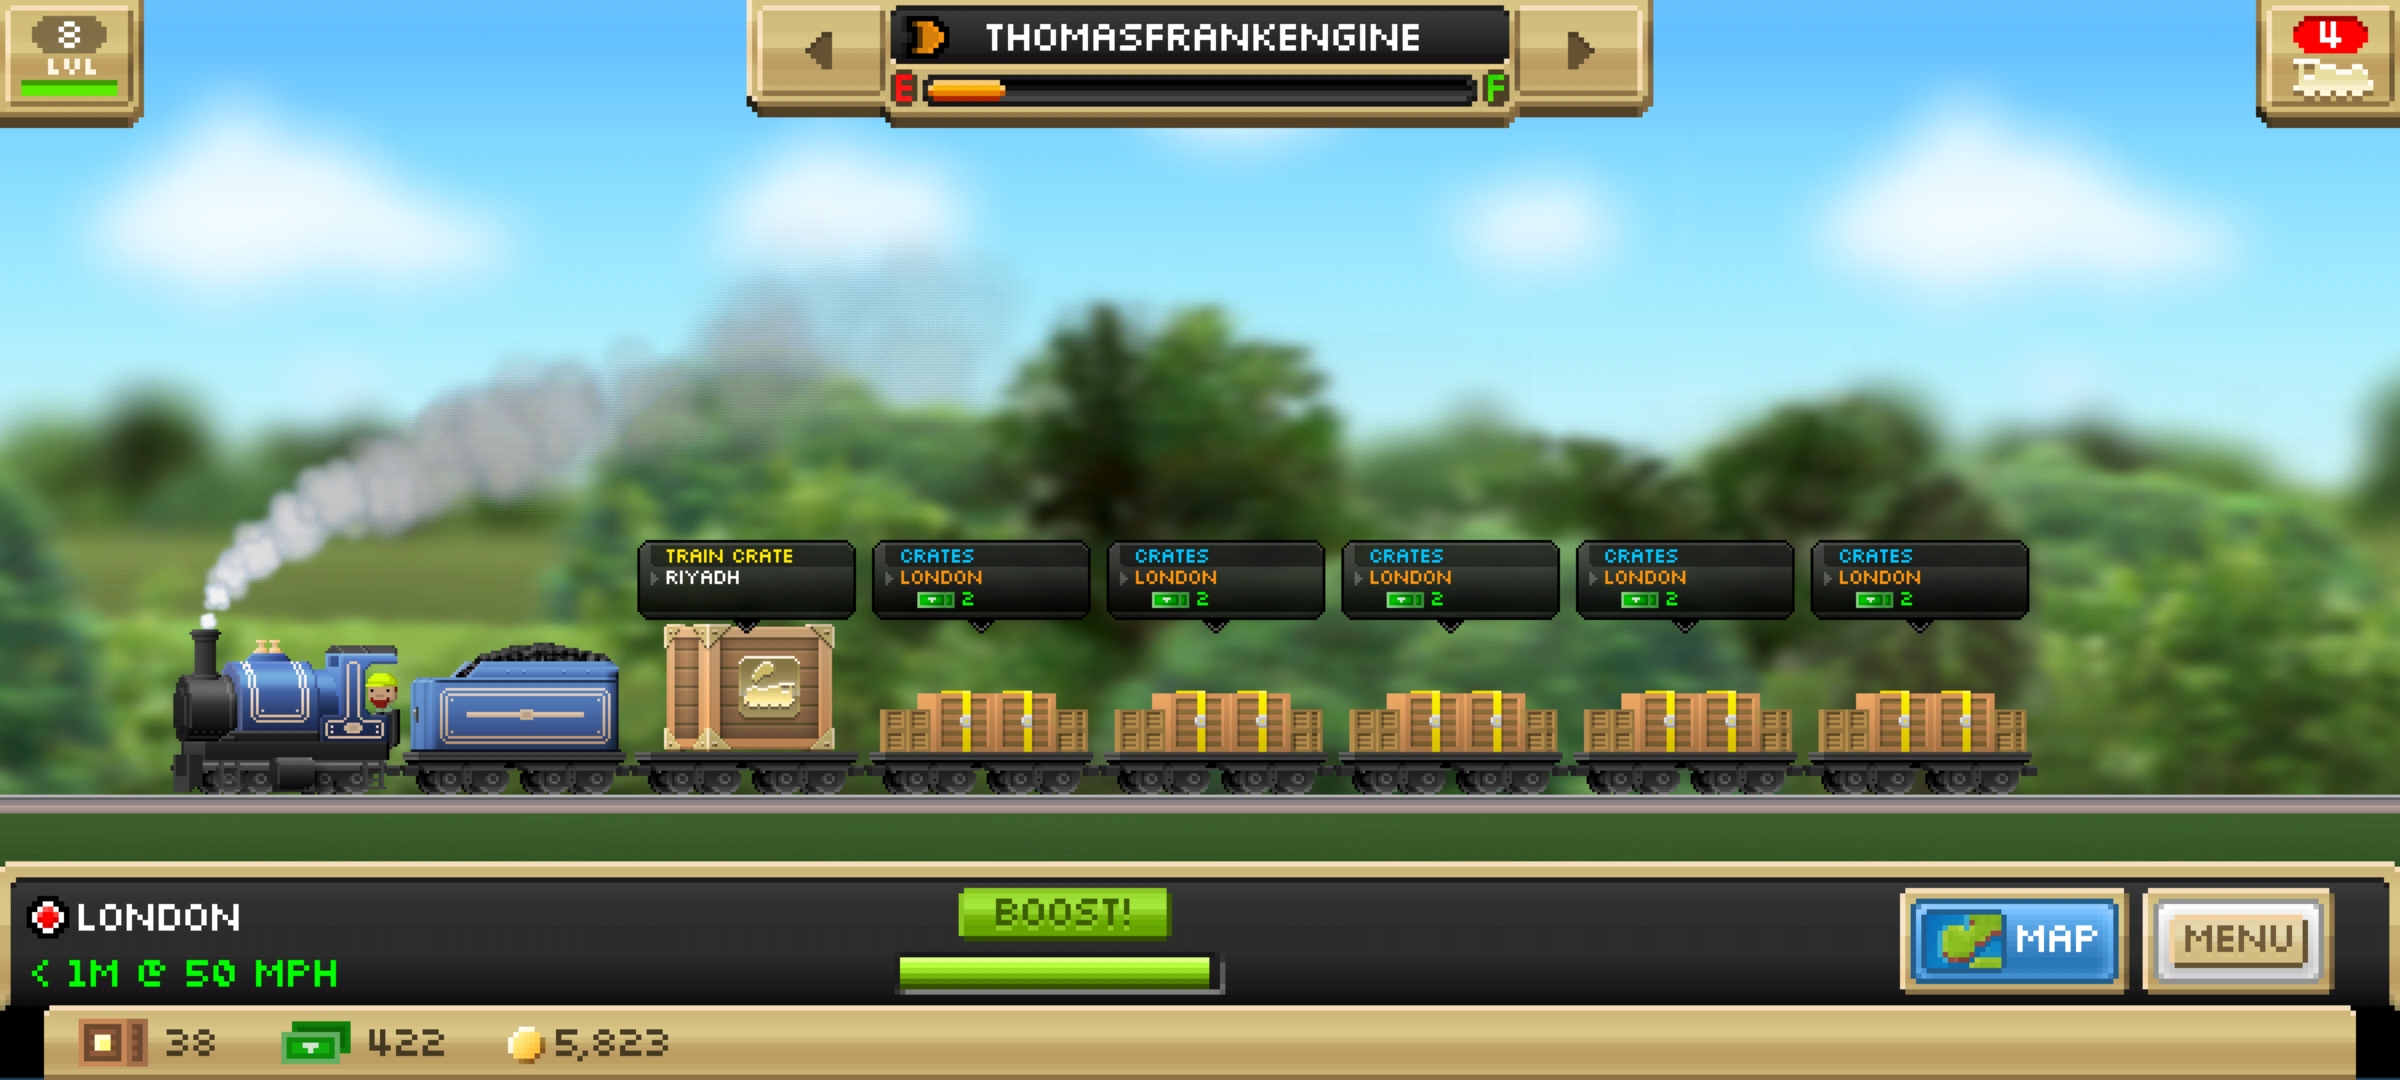 8
LVL
THOMASFRANKENGINE
E F
4
TRAIN CRATE
RIYADH
CRATES
LONDON
2
CRATES
LONDON
2
CRATES
LONDON
2
CRATES
LONDON
2
CRATES
LONDON
2
LONDON
< 1M @ 50 MPH
BOOST!
MAP
MENU
38
422
5,823